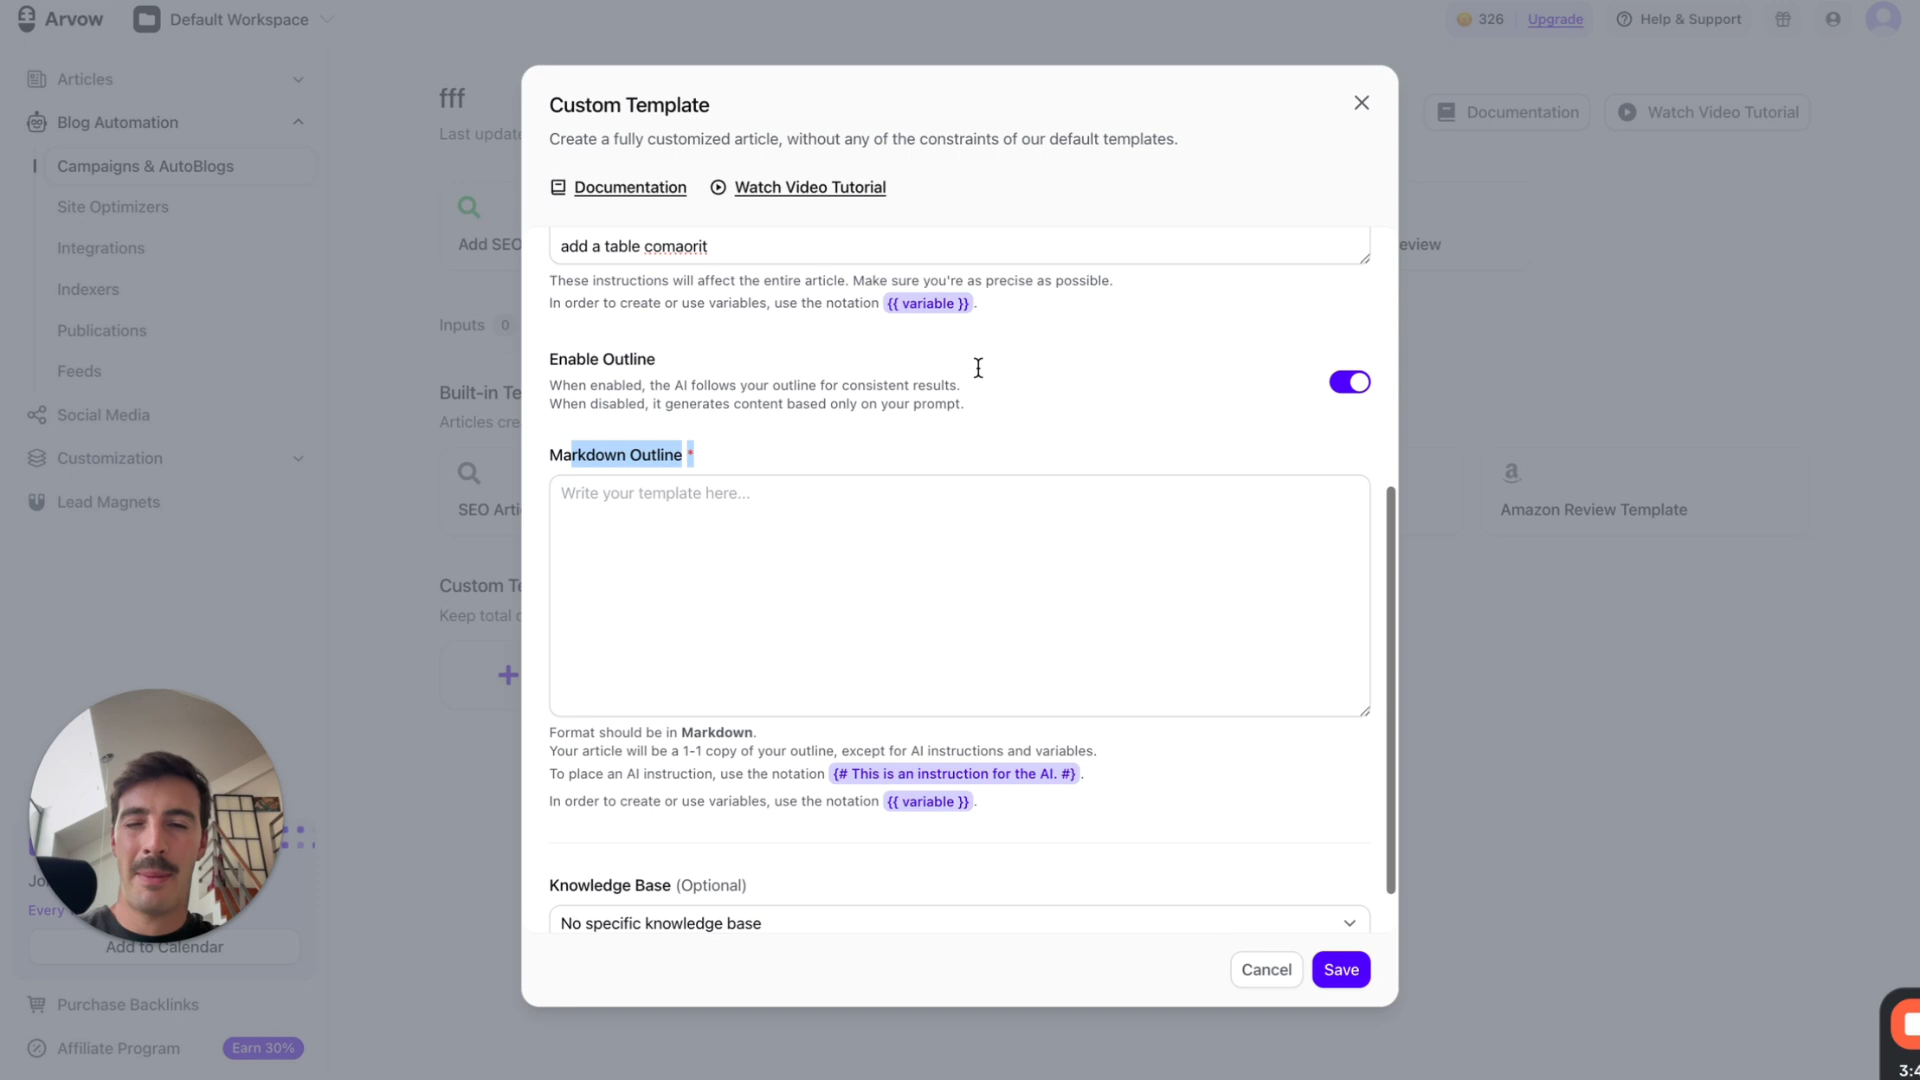 Arvow
Default Workspace
326
Upgrade
Help & Support
Articles
Blog Automation
Campaigns & AutoBlogs
Site Optimizers
Integrations
Indexers
Publications
Feeds
Social Media
Customization
Lead Magnets
Every
Add to Calendar
Purchase Backlinks
Affiliate Program
Earn 30%
fff
Last update
Documentation
Watch Video Tutorial
Add SEO
eview
Inputs 0
Built-in Te
Articles cre
SEO Arti
Amazon Review Template
Custom Te
Keep total c
Custom Template
Create a fully customized article, without any of the constraints of our default templates.
Documentation
Watch Video Tutorial
add a table comaorit
These instructions will affect the entire article. Make sure you're as precise as possible.
In order to create or use variables, use the notation {{ variable }}.
Enable Outline
When enabled, the AI follows your outline for consistent results.
When disabled, it generates content based only on your prompt.
Markdown Outline *
Write your template here...
Format should be in Markdown.
Your article will be a 1-1 copy of your outline, except for AI instructions and variables.
To place an AI instruction, use the notation {# This is an instruction for the AI. #}.
In order to create or use variables, use the notation {{ variable }}.
Knowledge Base (Optional)
No specific knowledge base
Cancel
Save
3:4